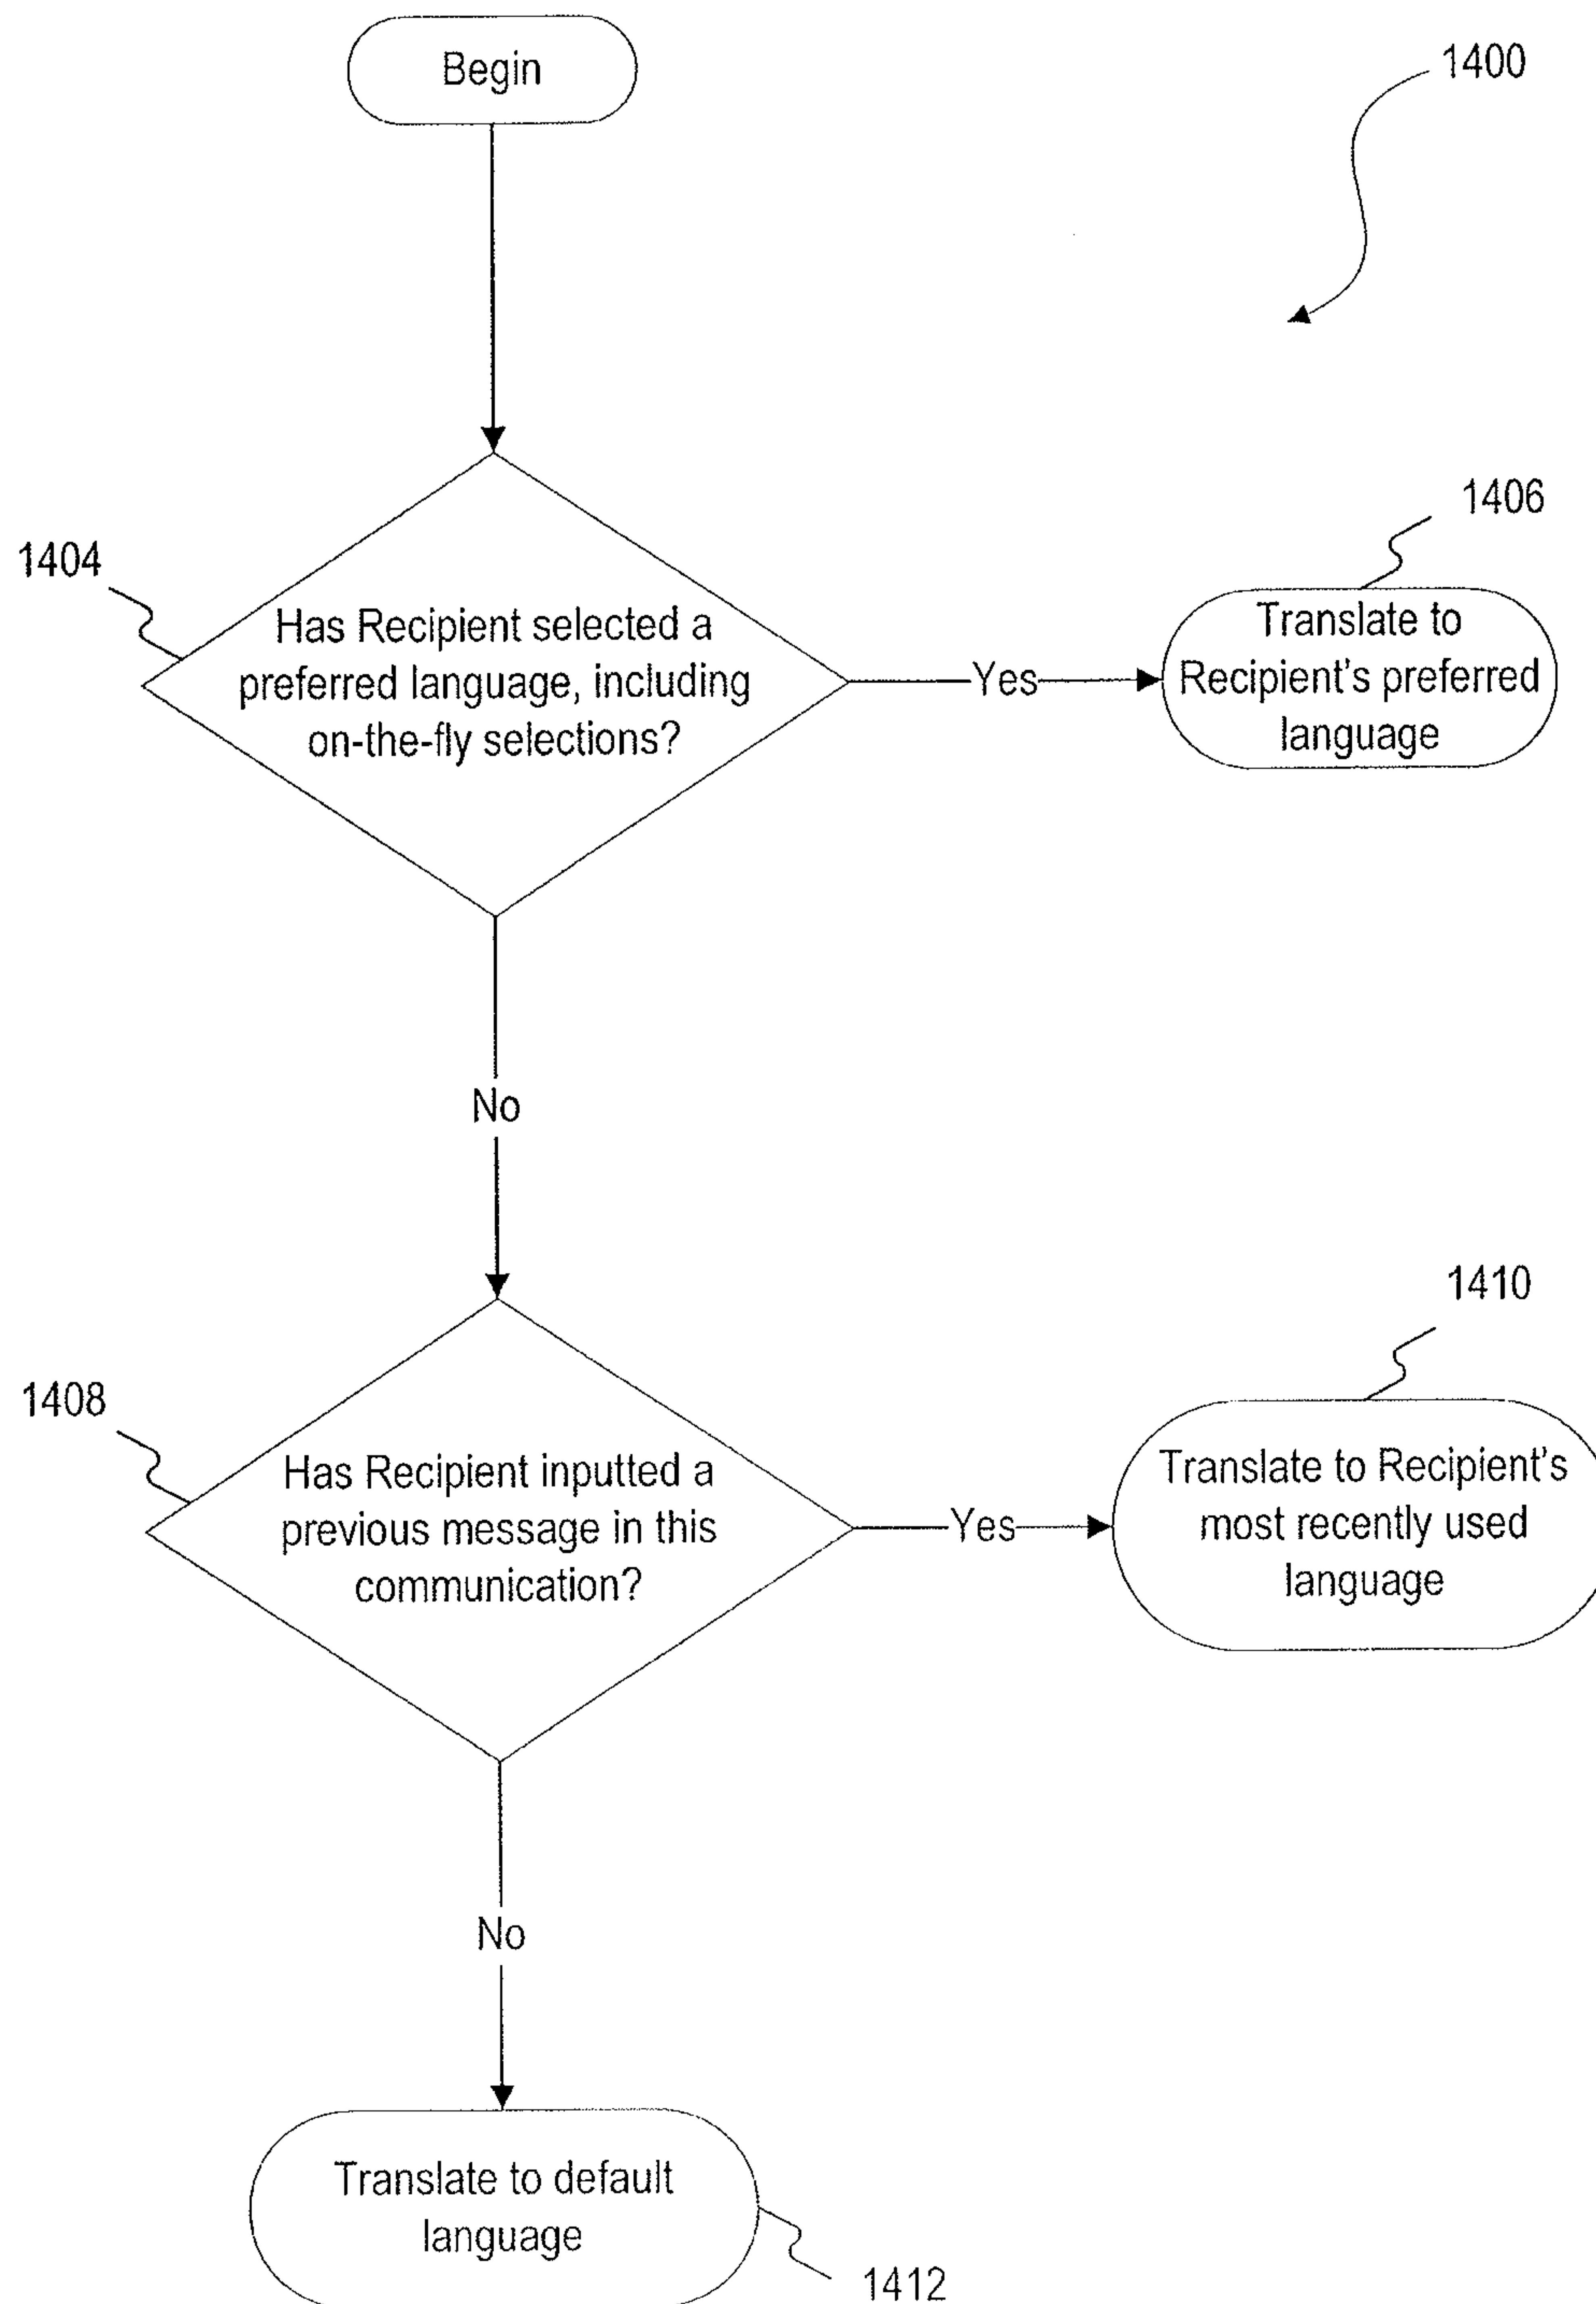 Begin
1400
1404
Has Recipient selected a
preferred language, including
on-the-fly selections?
Yes
1406
Translate to
Recipient's preferred
language
No
1408
Has Recipient inputted a
previous message in this
communication?
Yes
1410
Translate to Recipient's
most recently used
language
No
Translate to default
language
1412